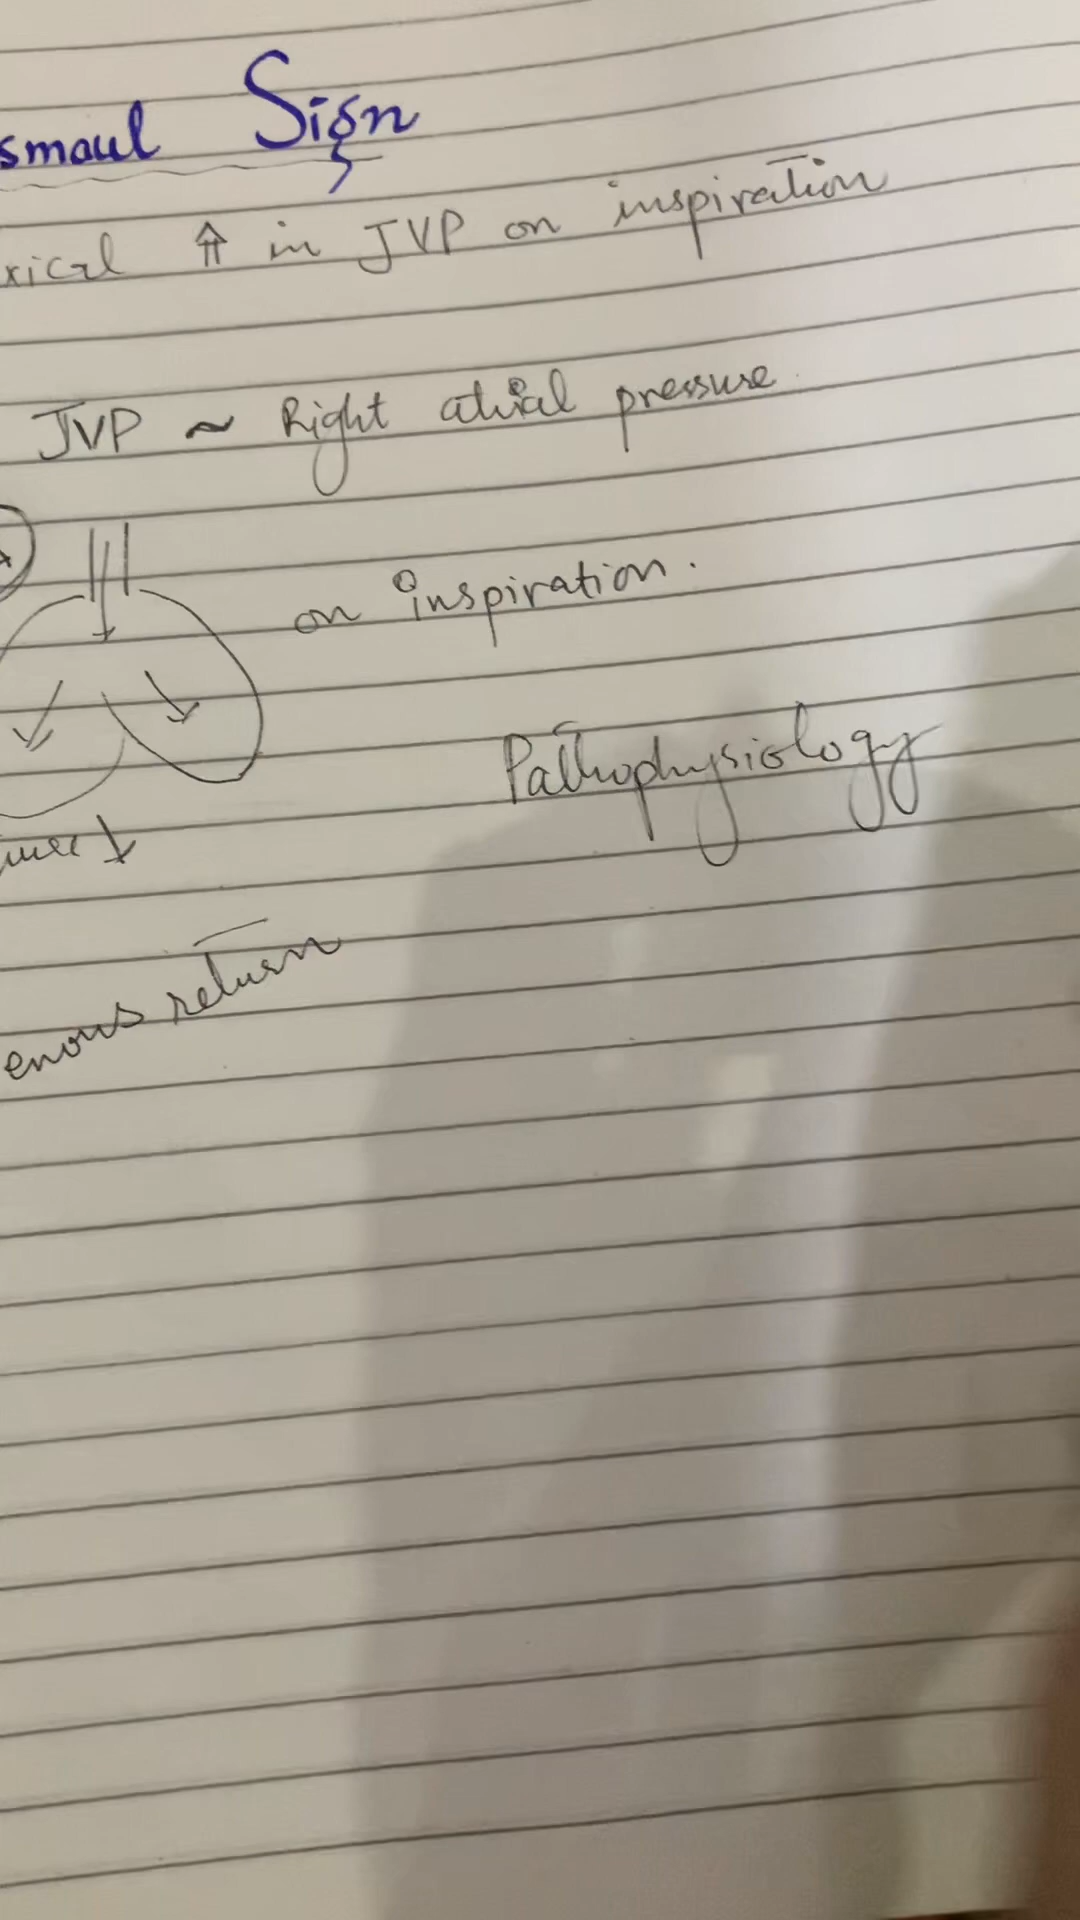 smaul Sign
xical ⇑ in JVP on inspiration
JVP ~ Right atrial pressure
on inspiration.
Pathophysiology
↓
enous return